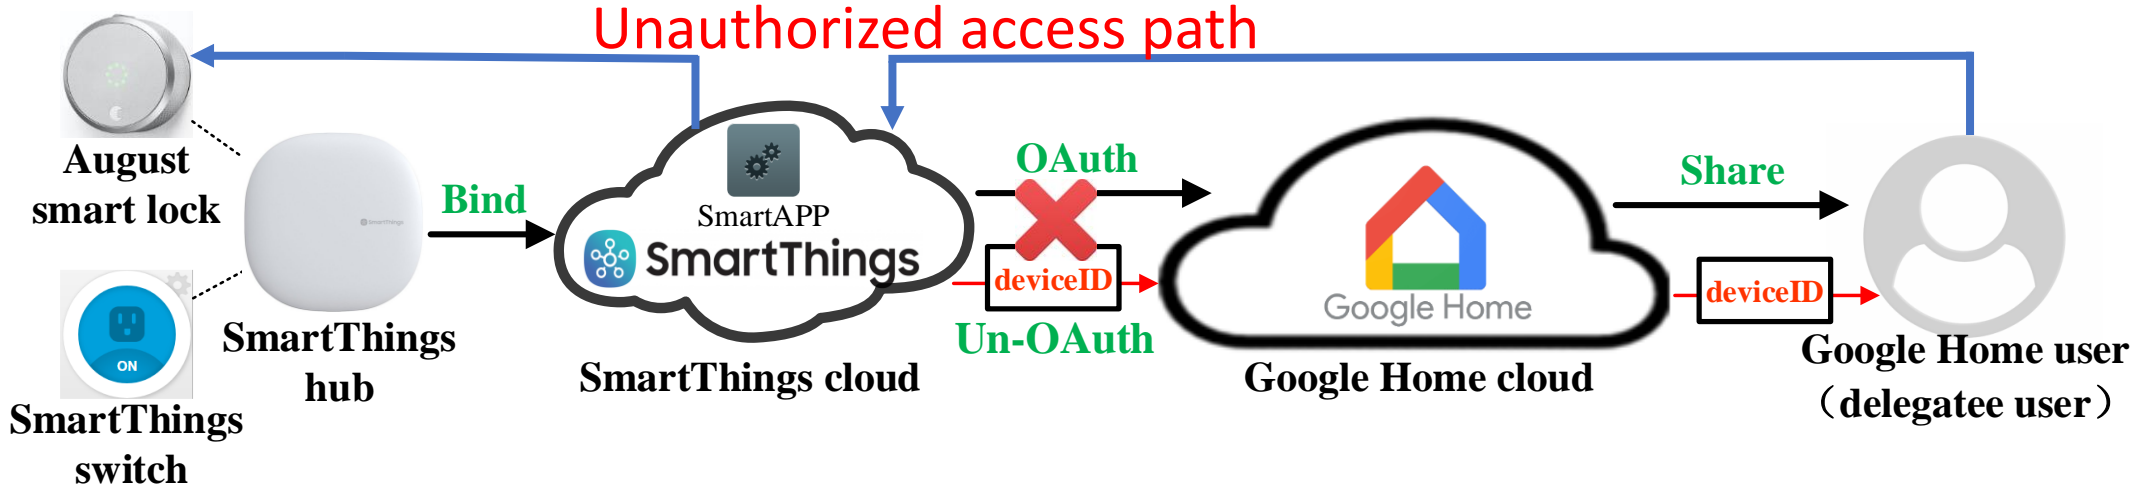 Unauthorized access path
August
smart lock
SmartThings
hub
ON
SmartThings
switch
SmartThings
Bind
SmartAPP
SmartThings
SmartThings cloud
OAuth
deviceID
Un-OAuth
Google Home
Google Home cloud
Share
deviceID
Google Home user
（delegatee user）